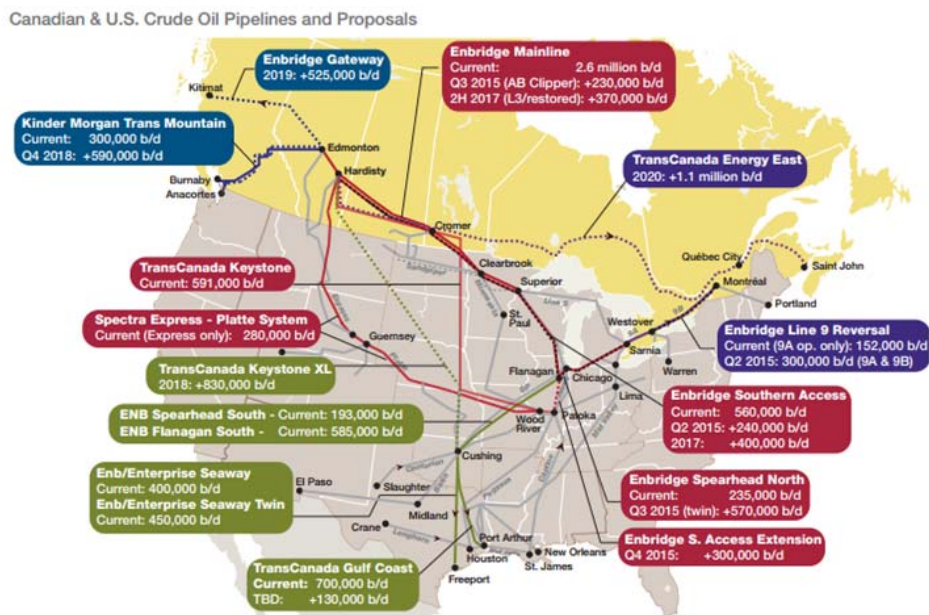 Canadian & U.S. Crude Oil Pipelines and Proposals
Enbridge Gateway
2019: +525,000 b/d
Enbridge Mainline
Current: 2.6 million b/d
Q3 2015 (AB Clipper): +230,000 b/d
2H 2017 (L3/restored): +370,000 b/d
Kitimat
Kinder Morgan Trans Mountain
Current: 300,000 b/d
Q4 2018: +590,000 b/d
Edmonton
Hardisty
Burnaby
Anacortes
TransCanada Energy East
2020: +1.1 million b/d
Cromer
Québec City
Saint John
Clearbrook
Superior
Montréal
TransCanada Keystone
Current: 591,000 b/d
St.
Paul
Portland
Westover
Sarnia
Spectra Express - Platte System
Current (Express only): 280,000 b/d
Guernsey
Enbridge Line 9 Reversal
Current (9A op. only): 152,000 b/d
Q2 2015: 300,000 b/d (9A & 9B)
Warren
Flanagan
Chicago
Lima
TransCanada Keystone XL
2018: +830,000 b/d
Enbridge Southern Access
Current: 560,000 b/d
Q2 2015: +240,000 b/d
2017: +400,000 b/d
ENB Spearhead South - Current: 193,000 b/d
ENB Flanagan South - Current: 585,000 b/d
Wood
River
Patoka
Cushing
Enb/Enterprise Seaway
Current: 400,000 b/d
Enb/Enterprise Seaway Twin
Current: 450,000 b/d
El Paso
Slaughter
Midland
Crane
Enbridge Spearhead North
Current: 235,000 b/d
Q3 2015 (twin): +570,000 b/d
Enbridge S. Access Extension
Q4 2015: +300,000 b/d
Port Arthur
Houston
New Orleans
St. James
Freeport
TransCanada Gulf Coast
Current: 700,000 b/d
TBD: +130,000 b/d